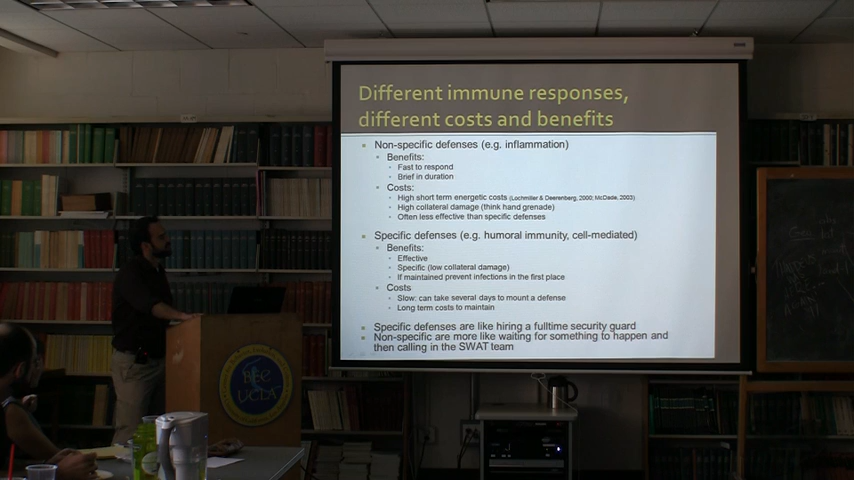 Different immune responses,
different costs and benefits
Non-specific defenses (e.g. inflammation)
Benefits:
Fast to respond
Brief in duration
Costs:
High short term energetic costs (Lochmiller & Deerenberg, 2000; McDade, 2003)
High collateral damage (think hand grenade)
Often less effective than specific defenses
Specific defenses (e.g. humoral immunity, cell-mediated)
Benefits:
Effective
Specific (low collateral damage)
If maintained prevent infections in the first place
Costs
Slow: can take several days to mount a defense
Long term costs to maintain
Specific defenses are like hiring a fulltime security guard
Non-specific are more like waiting for something to happen and
then calling in the SWAT team
BEC
UCLA